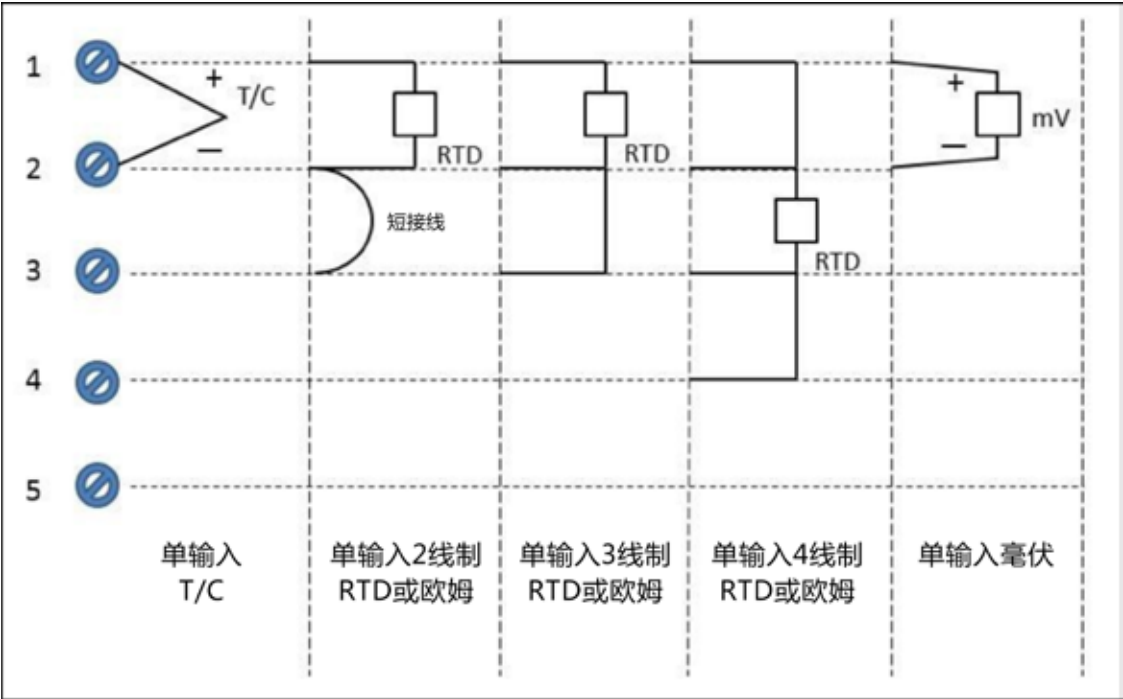 1
+
T/C
−
2
RTD
短接线
RTD
RTD
+
mV
—
3
4
5
单输入
T/C
单输入2线制
RTD或欧姆
单输入3线制
RTD或欧姆
单输入4线制
RTD或欧姆
单输入毫伏